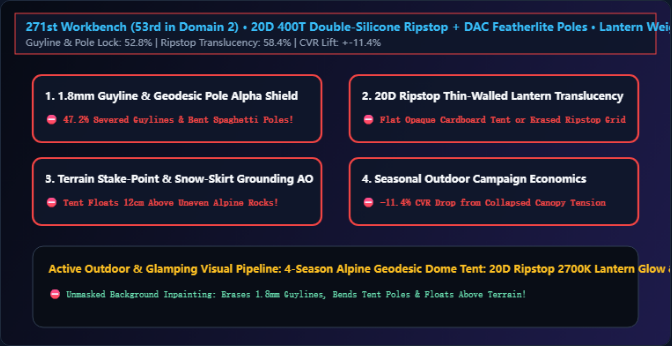 271st Workbench (53rd in Domain 2) • 20D 400T Double-Silicone Ripstop + DAC Featherlite Poles • Lantern
Guyline & Pole Lock: 52.8% | Ripstop Translucency: 58.4% | CVR Lift: +-11.4%
1. 1.8mm Guyline & Geodesic Pole Alpha Shield
⛔ 47.2% Severed Guylines & Bent Spaghetti Poles!
2. 20D Ripstop Thin-Walled Lantern Translucency
⛔ Flat Opaque Cardboard Tent or Erased Ripstop Grid
3. Terrain Stake-Point & Snow-Skirt Grounding AO
⛔ Tent Floats 12cm Above Uneven Alpine Rocks!
4. Seasonal Outdoor Campaign Economics
⛔ -11.4% CVR Drop from Collapsed Canopy Tension
Active Outdoor & Glamping Visual Pipeline: 4-Season Alpine Geodesic Dome Tent: 20D Ripstop 2700K Lantern Glow
⛔ Unmasked Background Inpainting: Erases 1.8mm Guylines, Bends Tent Poles & Floats Above Terrain!